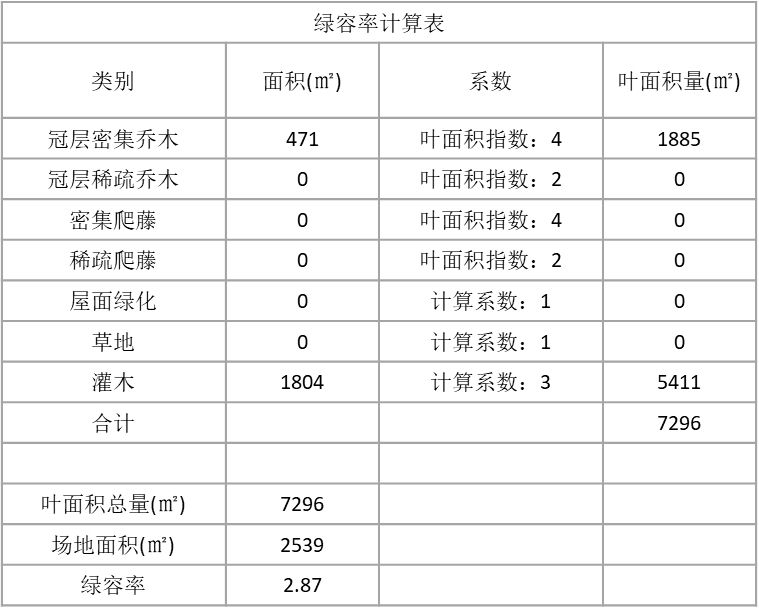 绿容率计算表
类别 面积(㎡) 系数 叶面积量(㎡)
冠层密集乔木 471 叶面积指数：4 1885
冠层稀疏乔木 0 叶面积指数：2 0
密集爬藤 0 叶面积指数：4 0
稀疏爬藤 0 叶面积指数：2 0
屋面绿化 0 计算系数：1 0
草地 0 计算系数：1 0
灌木 1804 计算系数：3 5411
合计 7296
叶面积总量(㎡) 7296
场地面积(㎡) 2539
绿容率 2.87